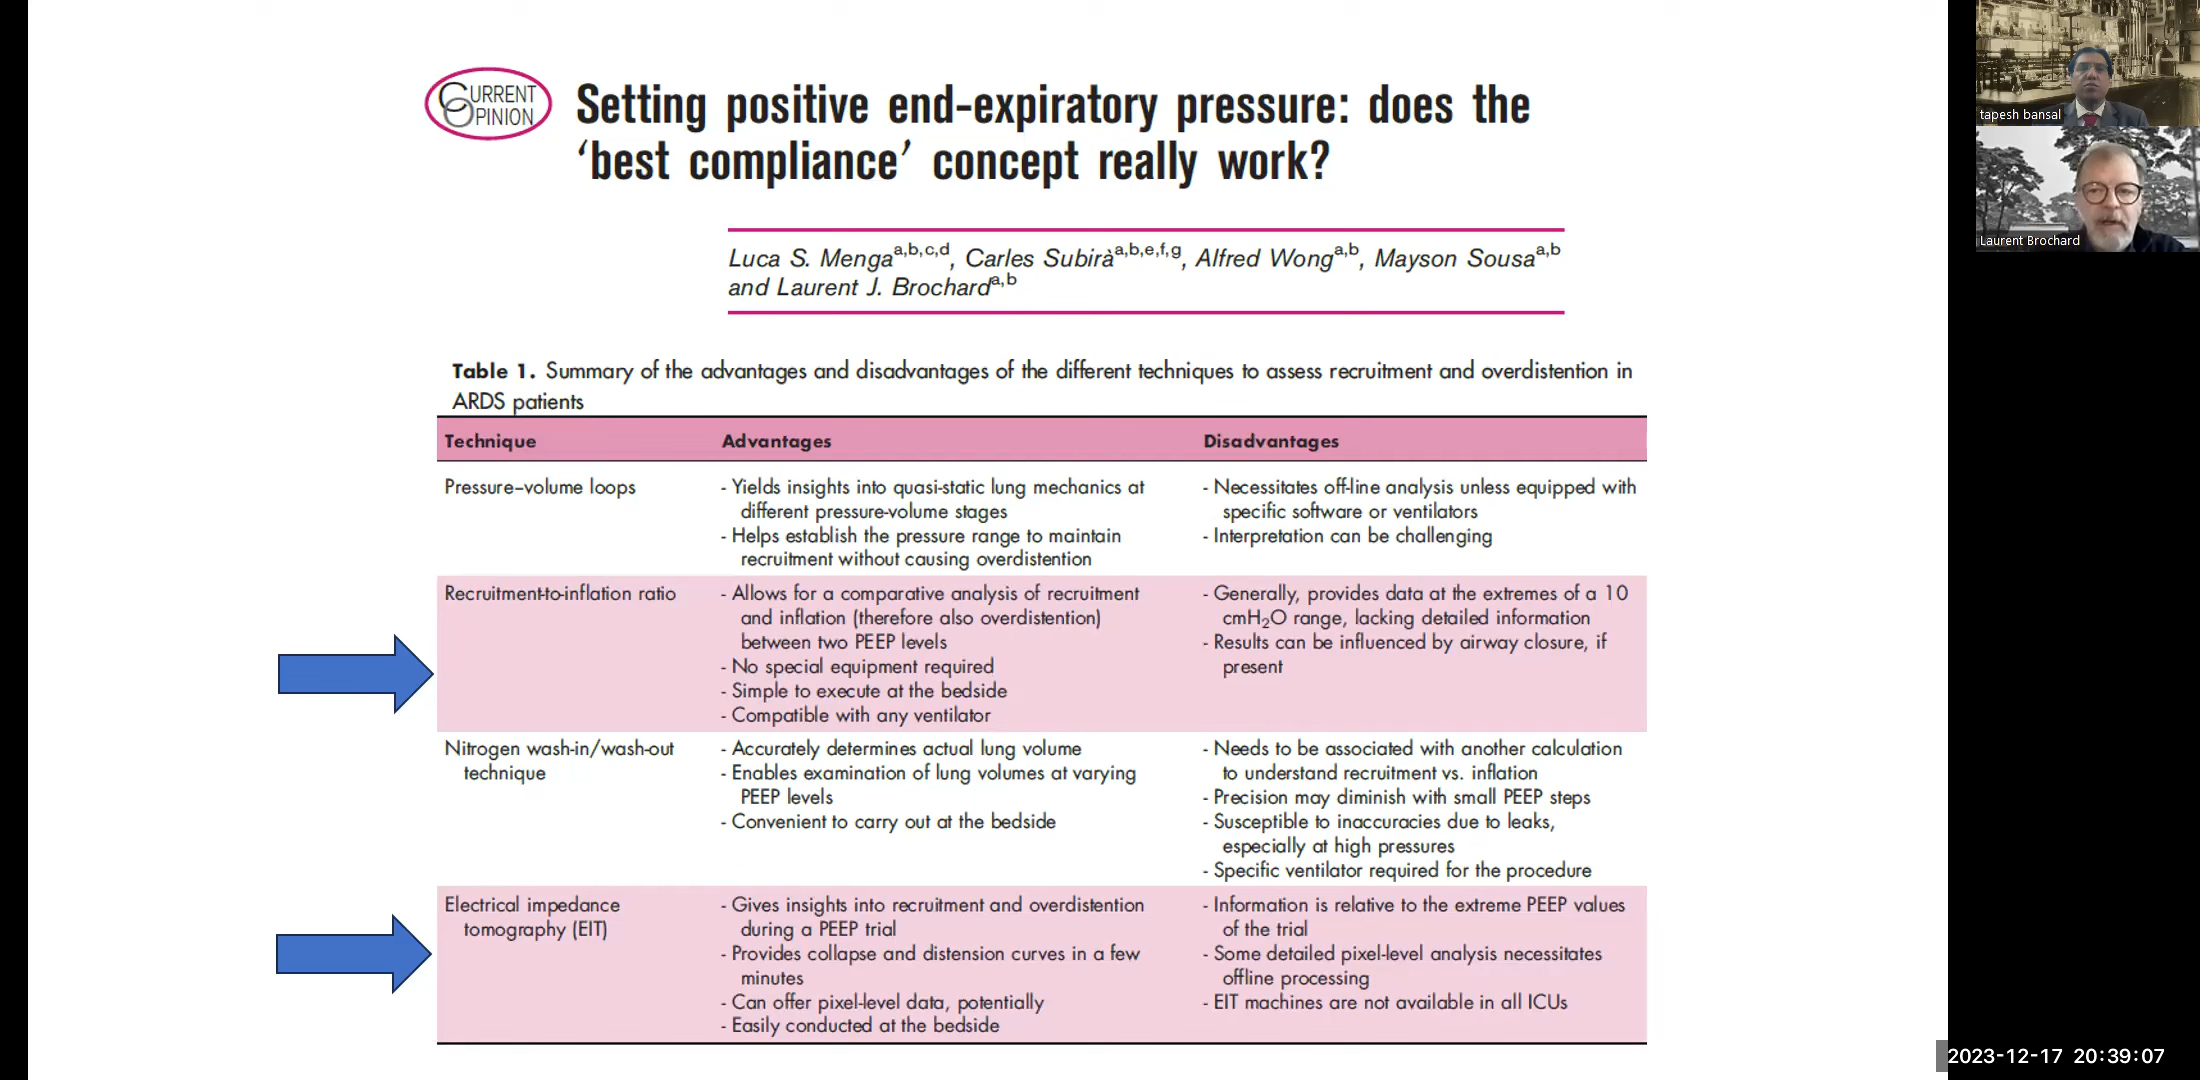 CURRENT
OPINION
Setting positive end-expiratory pressure: does the
‘best compliance’ concept really work?
Luca S. Menga^a,b,c,d, Carles Subirà^a,b,e,f,g, Alfred Wong^a,b, Mayson Sousa^a,b
and Laurent J. Brochard^a,b
Table 1. Summary of the advantages and disadvantages of the different techniques to assess recruitment and overdistention in
ARDS patients
Technique Advantages Disadvantages
Pressure–volume loops
- Yields insights into quasi-static lung mechanics at
different pressure-volume stages
- Helps establish the pressure range to maintain
recruitment without causing overdistention
- Necessitates off-line analysis unless equipped with
specific software or ventilators
- Interpretation can be challenging
Recruitment-to-inflation ratio
- Allows for a comparative analysis of recruitment
and inflation (therefore also overdistention)
between two PEEP levels
- No special equipment required
- Simple to execute at the bedside
- Compatible with any ventilator
- Generally, provides data at the extremes of a 10
cmH₂O range, lacking detailed information
- Results can be influenced by airway closure, if
present
Nitrogen wash-in/wash-out
technique
- Accurately determines actual lung volume
- Enables examination of lung volumes at varying
PEEP levels
- Convenient to carry out at the bedside
- Needs to be associated with another calculation
to understand recruitment vs. inflation
- Precision may diminish with small PEEP steps
- Susceptible to inaccuracies due to leaks,
especially at high pressures
- Specific ventilator required for the procedure
Electrical impedance
tomography (EIT)
- Gives insights into recruitment and overdistention
during a PEEP trial
- Provides collapse and distension curves in a few
minutes
- Can offer pixel-level data, potentially
- Easily conducted at the bedside
- Information is relative to the extreme PEEP values
of the trial
- Some detailed pixel-level analysis necessitates
offline processing
- EIT machines are not available in all ICUs
tapesh bansal
Laurent Brochard
2023-12-17 20:39:07